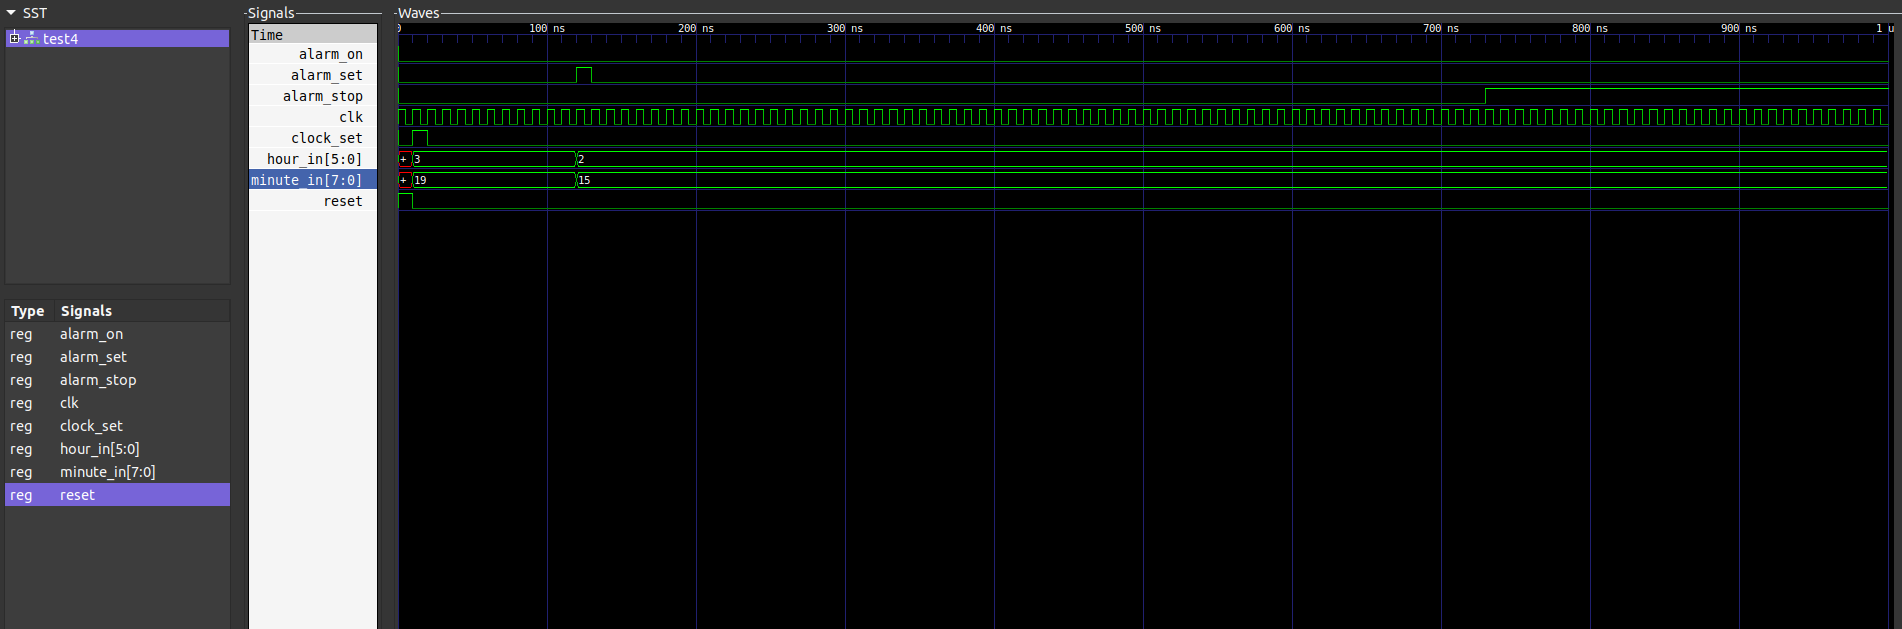 SST
test4
Type Signals
reg alarm_on
reg alarm_set
reg alarm_stop
reg clk
reg clock_set
reg hour_in[5:0]
reg minute_in[7:0]
reg reset
Signals
Time
alarm_on
alarm_set
alarm_stop
clk
clock_set
hour_in[5:0]
minute_in[7:0]
reset
Waves
0 100 ns 200 ns 300 ns 400 ns 500 ns 600 ns 700 ns 800 ns 900 ns 1 u
+ 3 2
+ 19 15